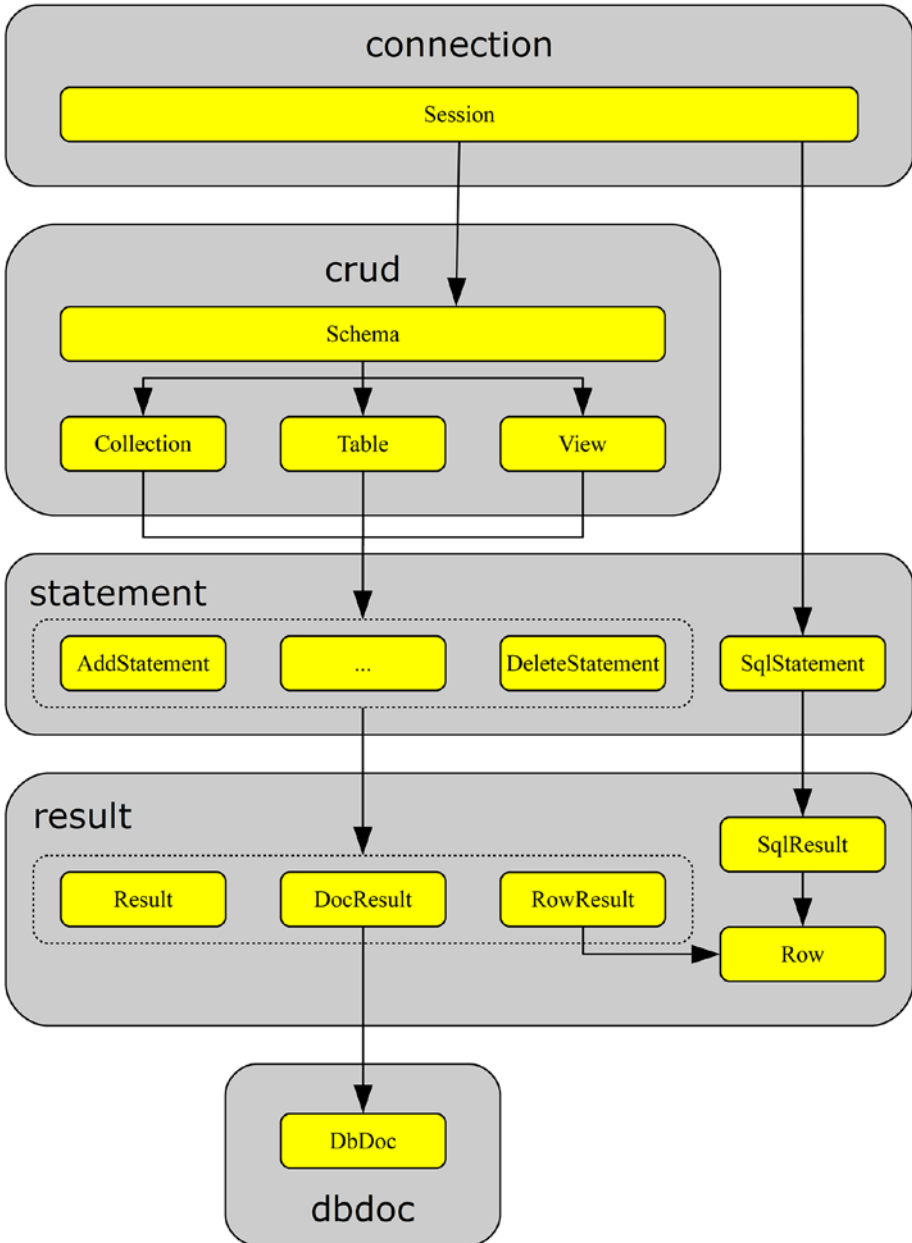 connection
Session
crud
Schema
Collection
Table
View
statement
AddStatement
...
DeleteStatement
SqlStatement
result
SqlResult
Result
DocResult
RowResult
Row
DbDoc
dbdoc